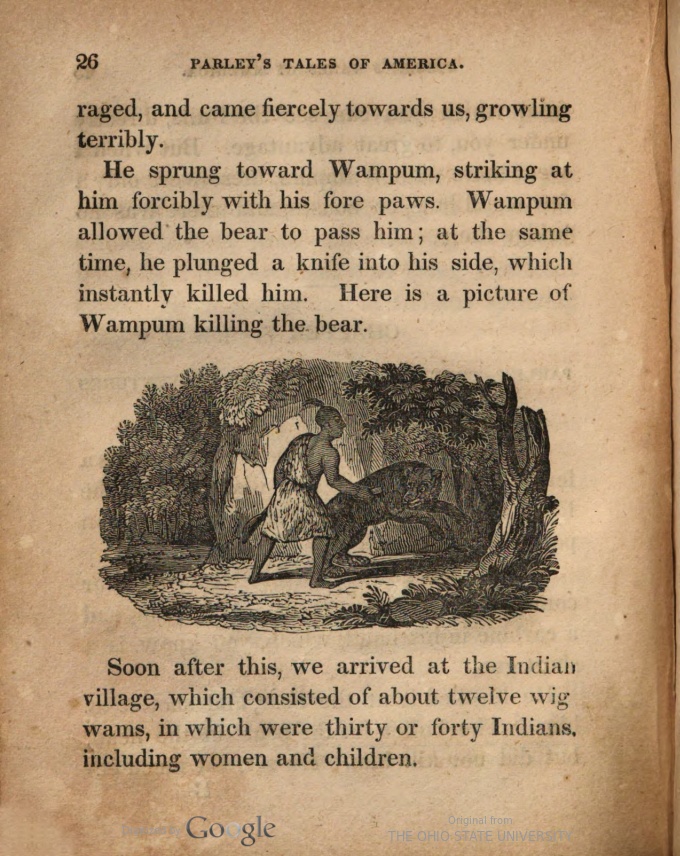 26
PARLEY'S TALES OF AMERICA.
raged, and came fiercely towards us, growling
terribly.
He sprung toward Wampum, striking at
him forcibly with his fore paws. Wampum
allowed the bear to pass him; at the same
time, he plunged a knife into his side, which
instantly killed him. Here is a picture of
Wampum killing the bear.
Soon after this, we arrived at the Indian
village, which consisted of about twelve wig
wams, in which were thirty or forty Indians,
including women and children.
Google
Original from
THE OHIO STATE UNIVERSITY